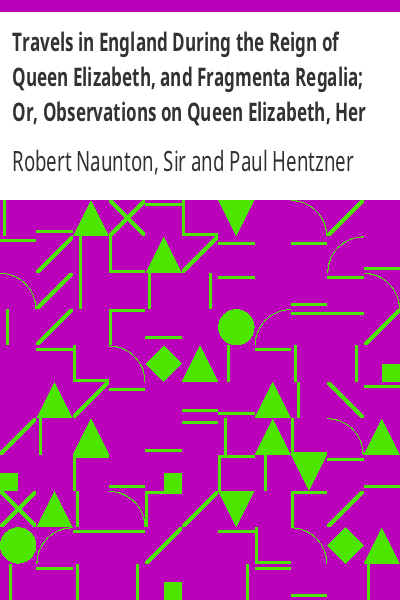 Travels in England During the Reign of
Queen Elizabeth, and Fragmenta Regalia;
Or, Observations on Queen Elizabeth, Her
Robert Naunton, Sir and Paul Hentzner